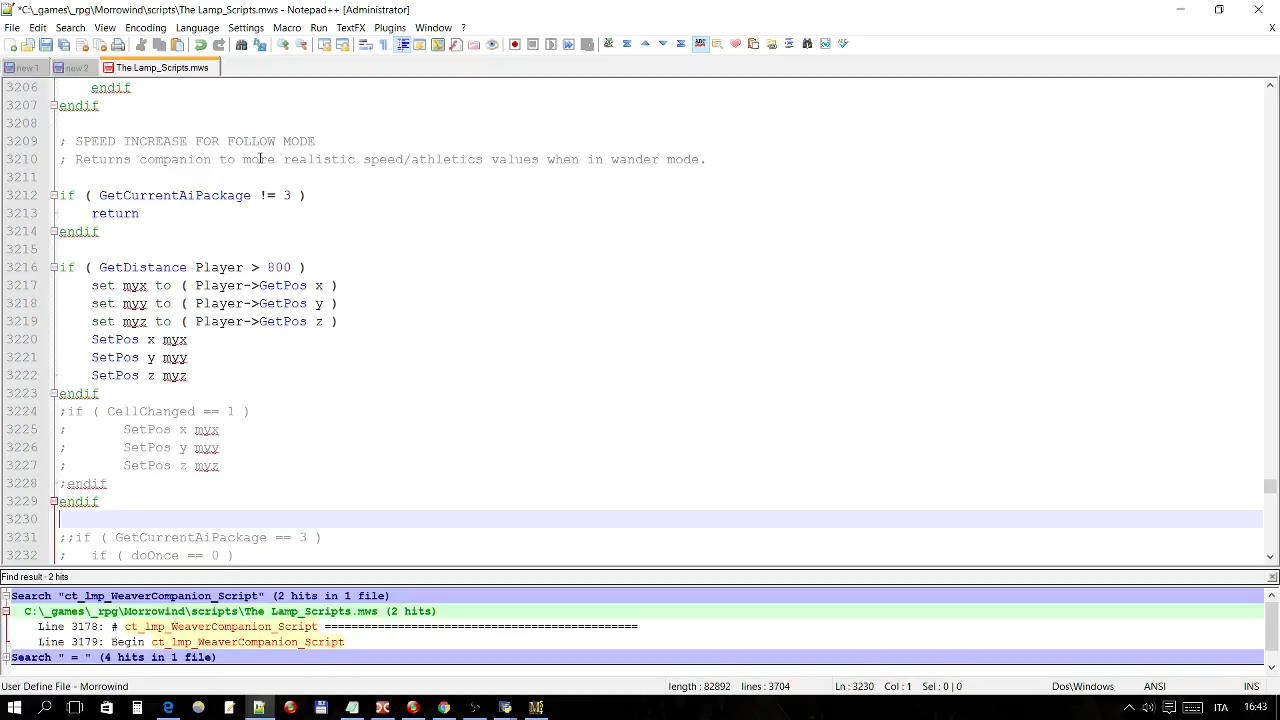 *C:\_games\_rpg\Morrowind\scripts\The Lamp_Scripts.mws - Notepad++ [Administrator]
File Edit Search View Encoding Language Settings Macro Run TextFX Plugins Window ?
X
new 1
new 2
The Lamp_Scripts.mws
3206 endif
3207 endif
3208
3209 ; SPEED INCREASE FOR FOLLOW MODE
3210 ; Returns companion to more realistic speed/athletics values when in wander mode.
3211
3212 if ( GetCurrentAiPackage != 3 )
3213 return
3214 endif
3215
3216 if ( GetDistance Player > 800 )
3217 set myx to ( Player->GetPos x )
3218 set myy to ( Player->GetPos y )
3219 set myz to ( Player->GetPos z )
3220 SetPos x myx
3221 SetPos y myy
3222 SetPos z myz
3223 endif
3224 ;if ( CellChanged == 1 )
3225 ; SetPos x myx
3226 ; SetPos y myy
3227 ; SetPos z myz
3228 ;endif
3229 endif
3230
3231 ;;if ( GetCurrentAiPackage == 3 )
3232 ; if ( doOnce == 0 )
Find result - 2 hits
Search "ct_lmp_WeaverCompanion_Script" (2 hits in 1 file)
C:\_games\_rpg\Morrowind\scripts\The Lamp_Scripts.mws (2 hits)
Line 3178: # ct_lmp_WeaverCompanion_Script ==============================================
Line 3179: Begin ct_lmp_WeaverCompanion_Script
Search " = " (4 hits in 1 file)
User Define File - Morrowind length : 82892 lines : 3704 Ln : 3230 Col : 1 Sel : 0 | 0 Dos\Windows ANSI INS
ITA 16:43